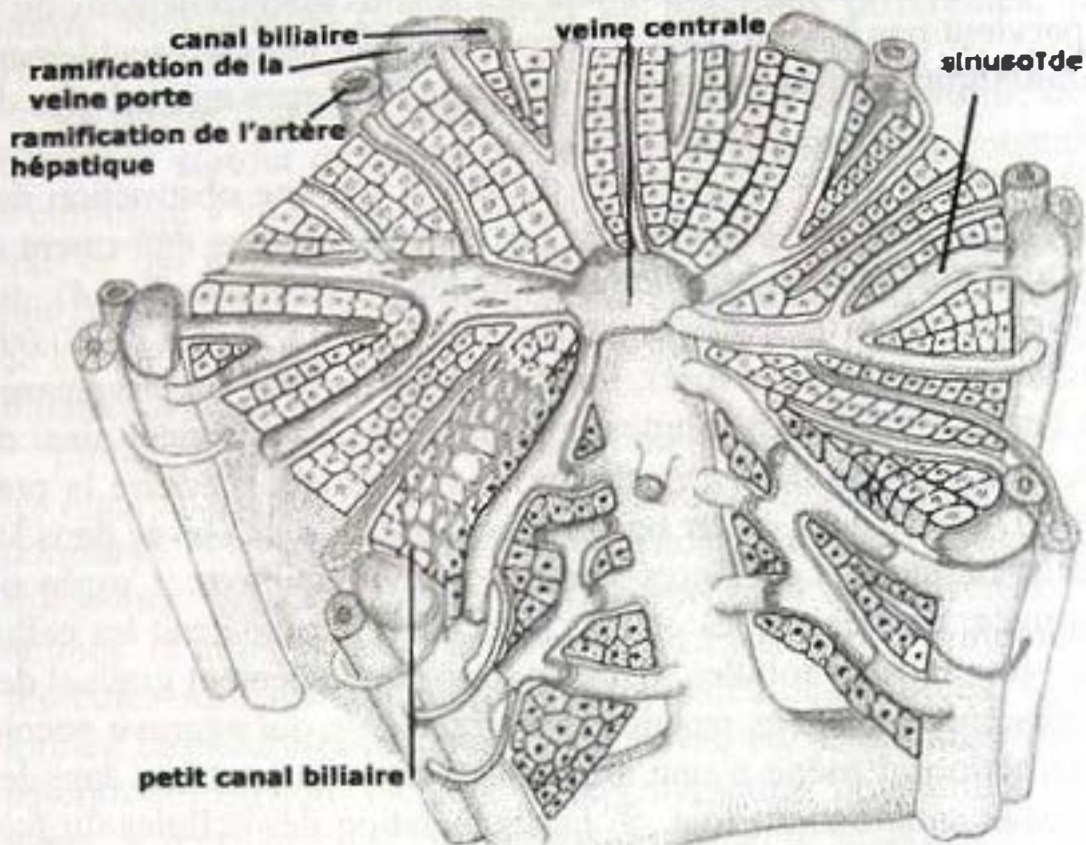 canal biliaire
ramification de la
veine porte
ramification de l'artère
hépatique
veine centrale
sinusoïde
petit canal biliaire